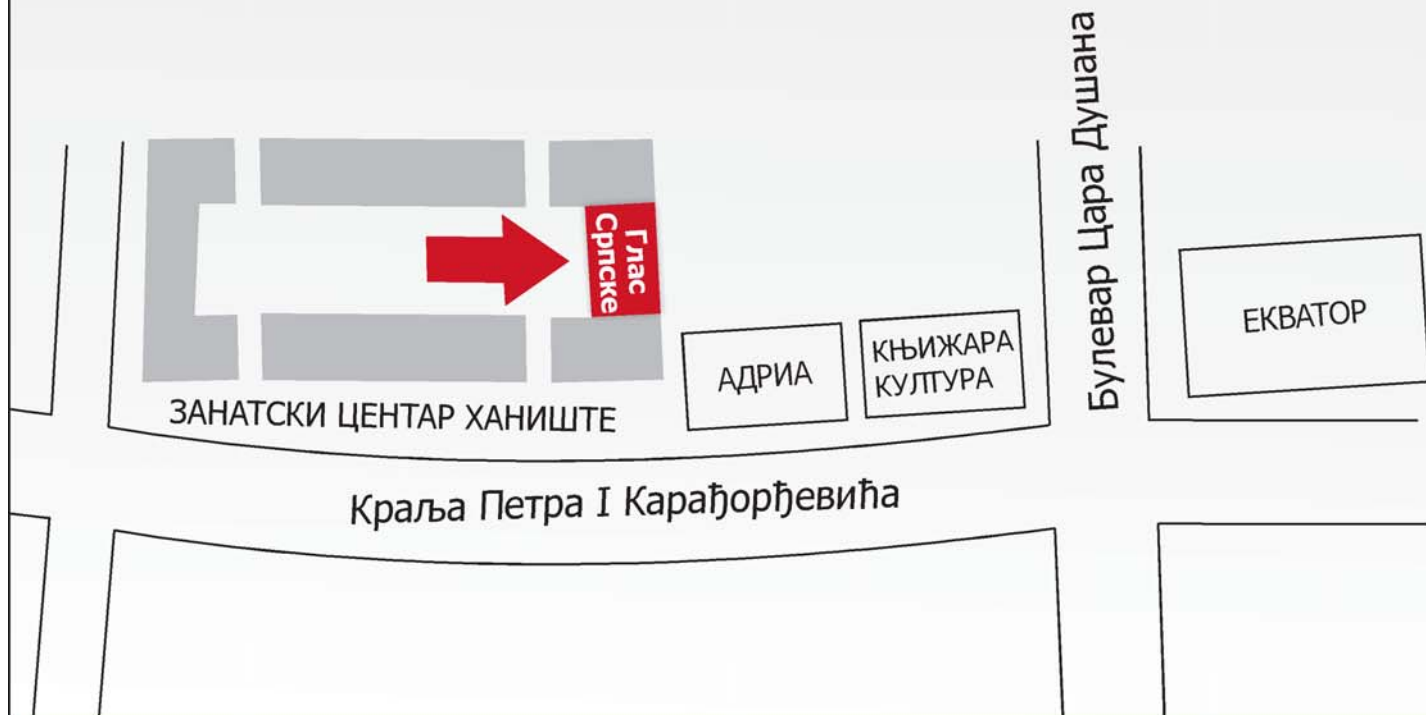 Глас
Српске
АДРИА
КЊИЖАРА
КУЛТУРА
ЕКВАТОР
Булевар Цара Душана
ЗАНАТСКИ ЦЕНТАР ХАНИШТЕ
Краља Петра I Карађорђевића